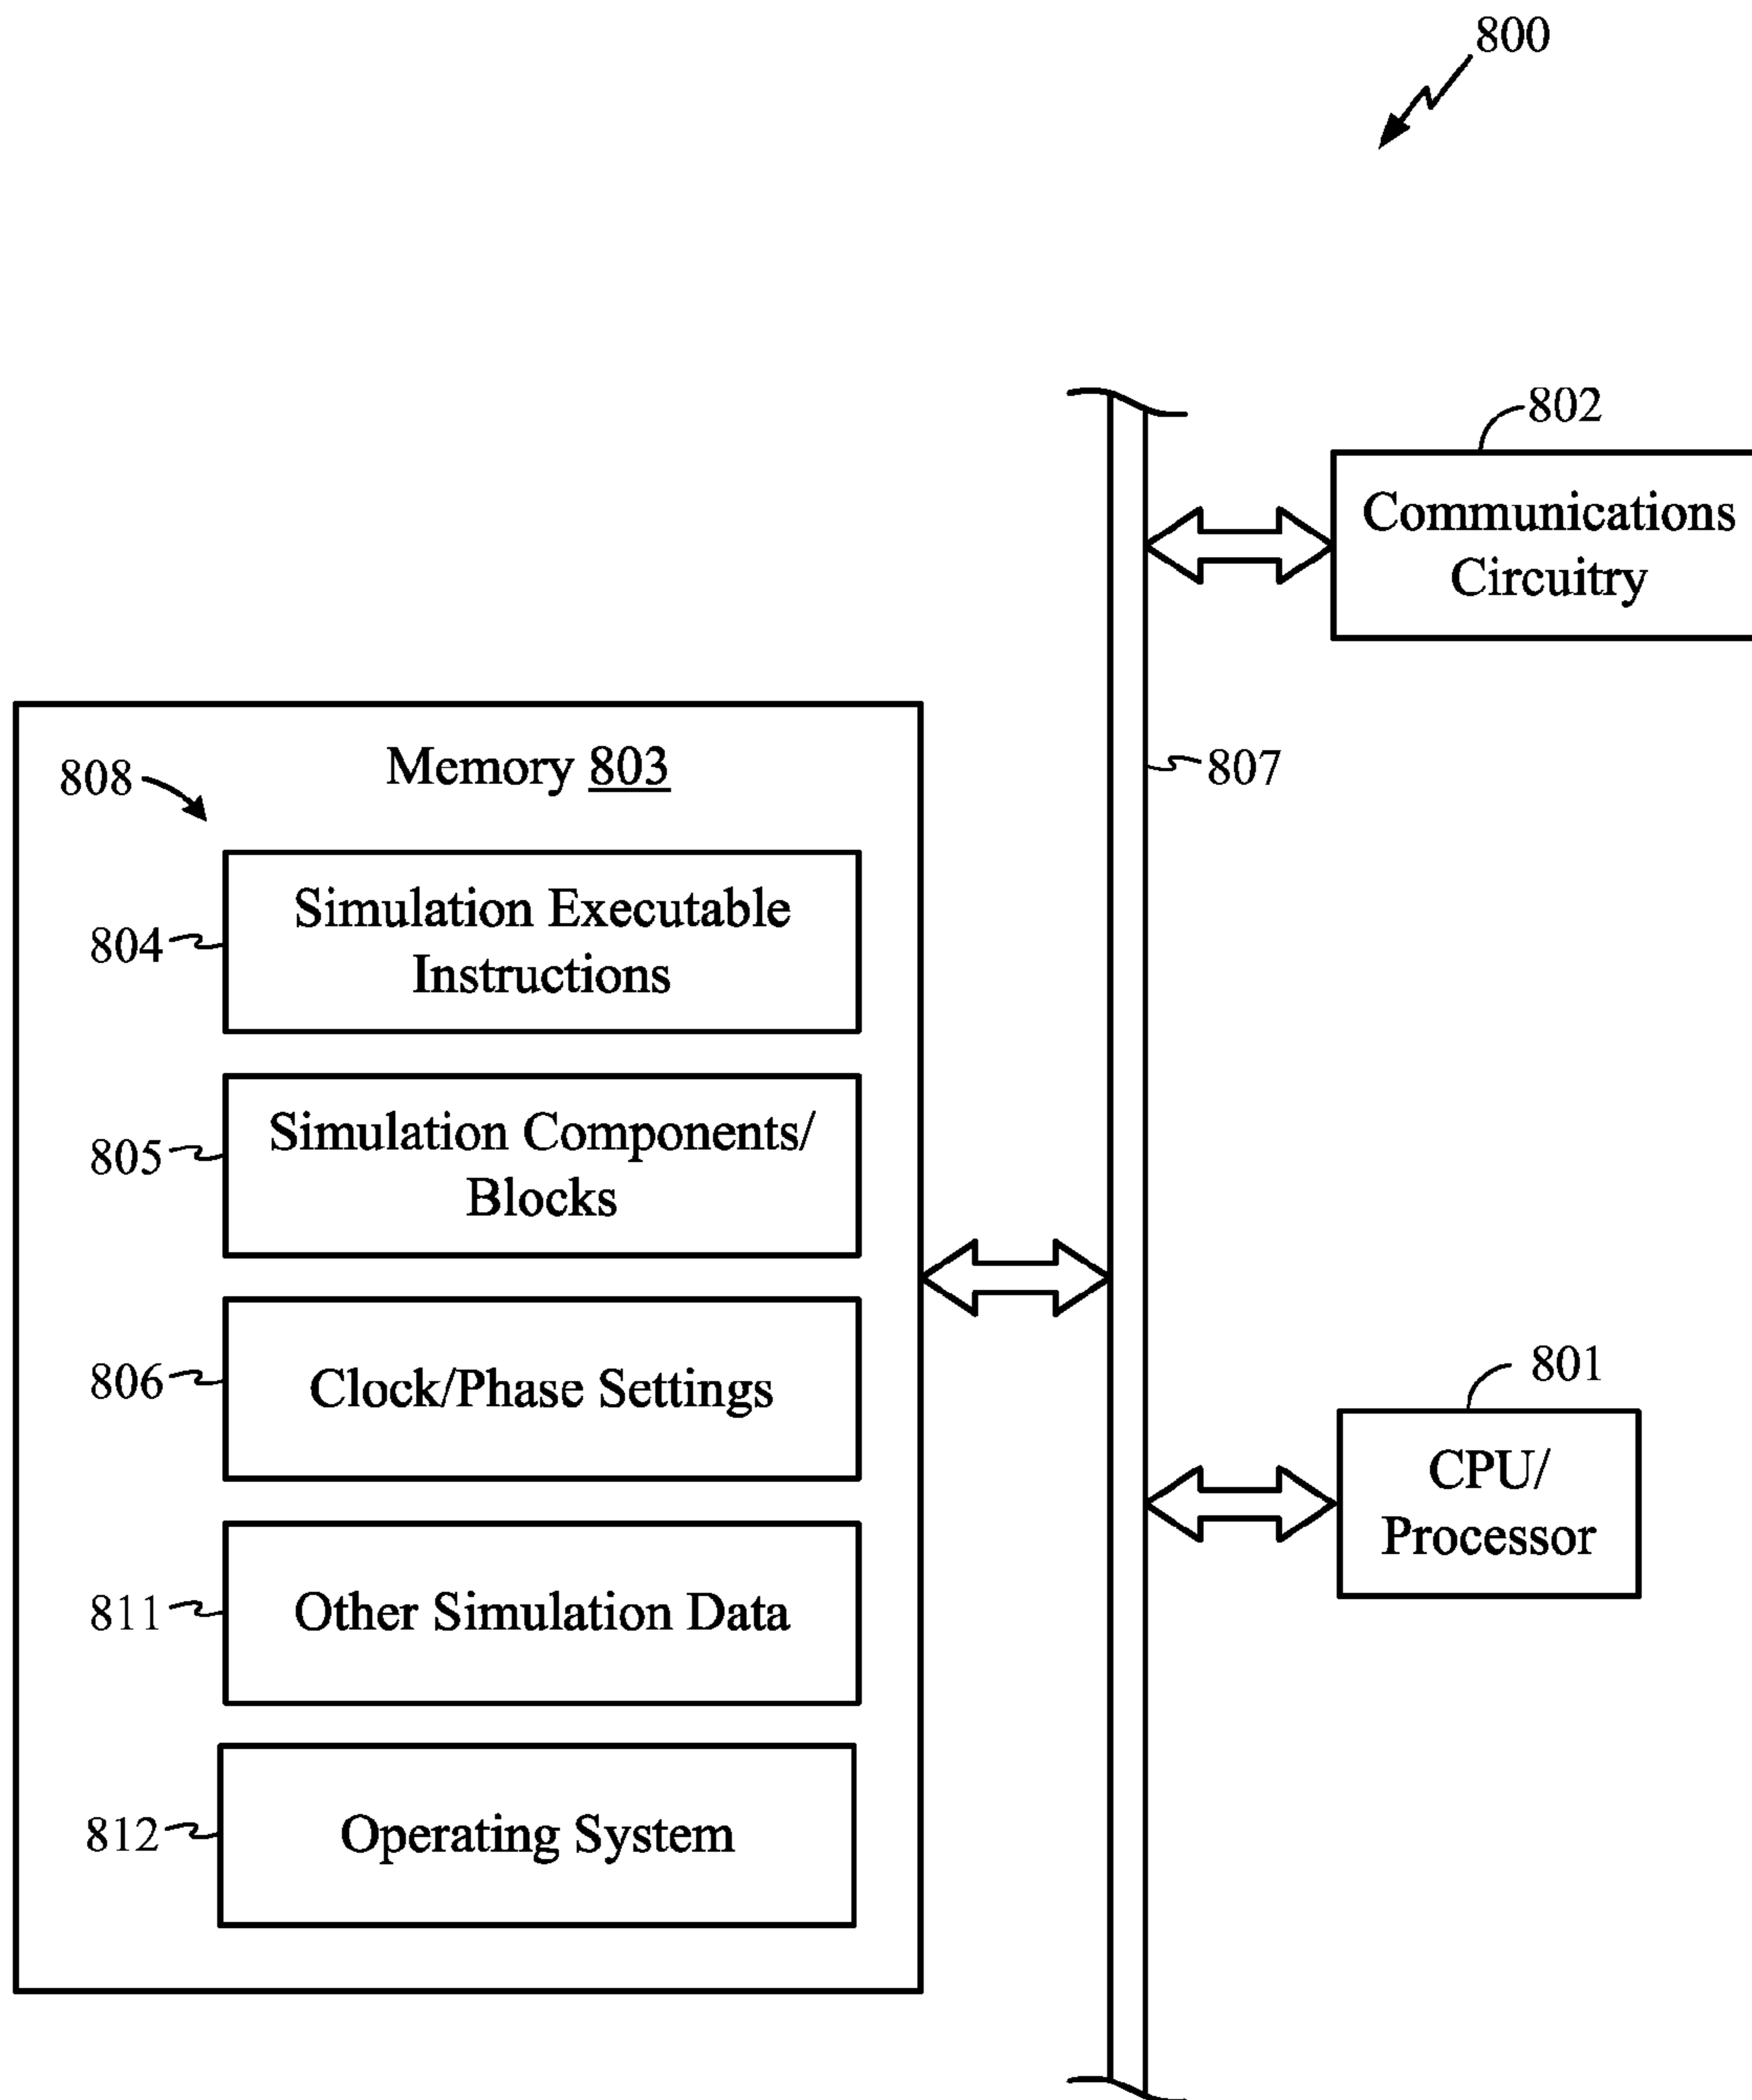 800
802
Communications
Circuitry
Memory 803
808
807
804
Simulation Executable
Instructions
805
Simulation Components/
Blocks
806
Clock/Phase Settings
801
CPU/
Processor
811
Other Simulation Data
812
Operating System